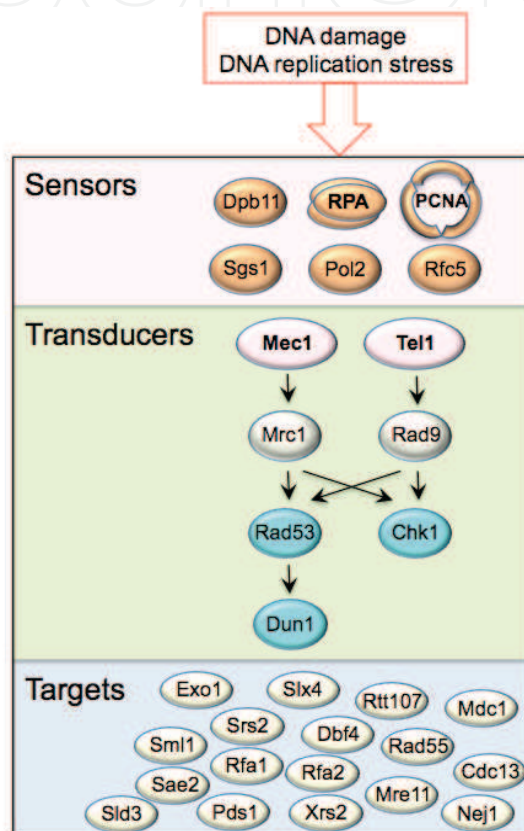 DNA damage
DNA replication stress
Sensors
Dpb11
RPA
PCNA
Sgs1
Pol2
Rfc5
Transducers
Mec1
Tel1
Mrc1
Rad9
Rad53
Chk1
Dun1
Targets
Exo1
Slx4
Rtt107
Mdc1
Srs2
Dbf4
Sml1
Rad55
Rfa1
Rfa2
Cdc13
Sae2
Mre11
Sld3
Pds1
Xrs2
Nej1